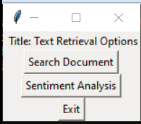 Title: Text Retrieval Options
Search Document
Sentiment Analysis
Exit